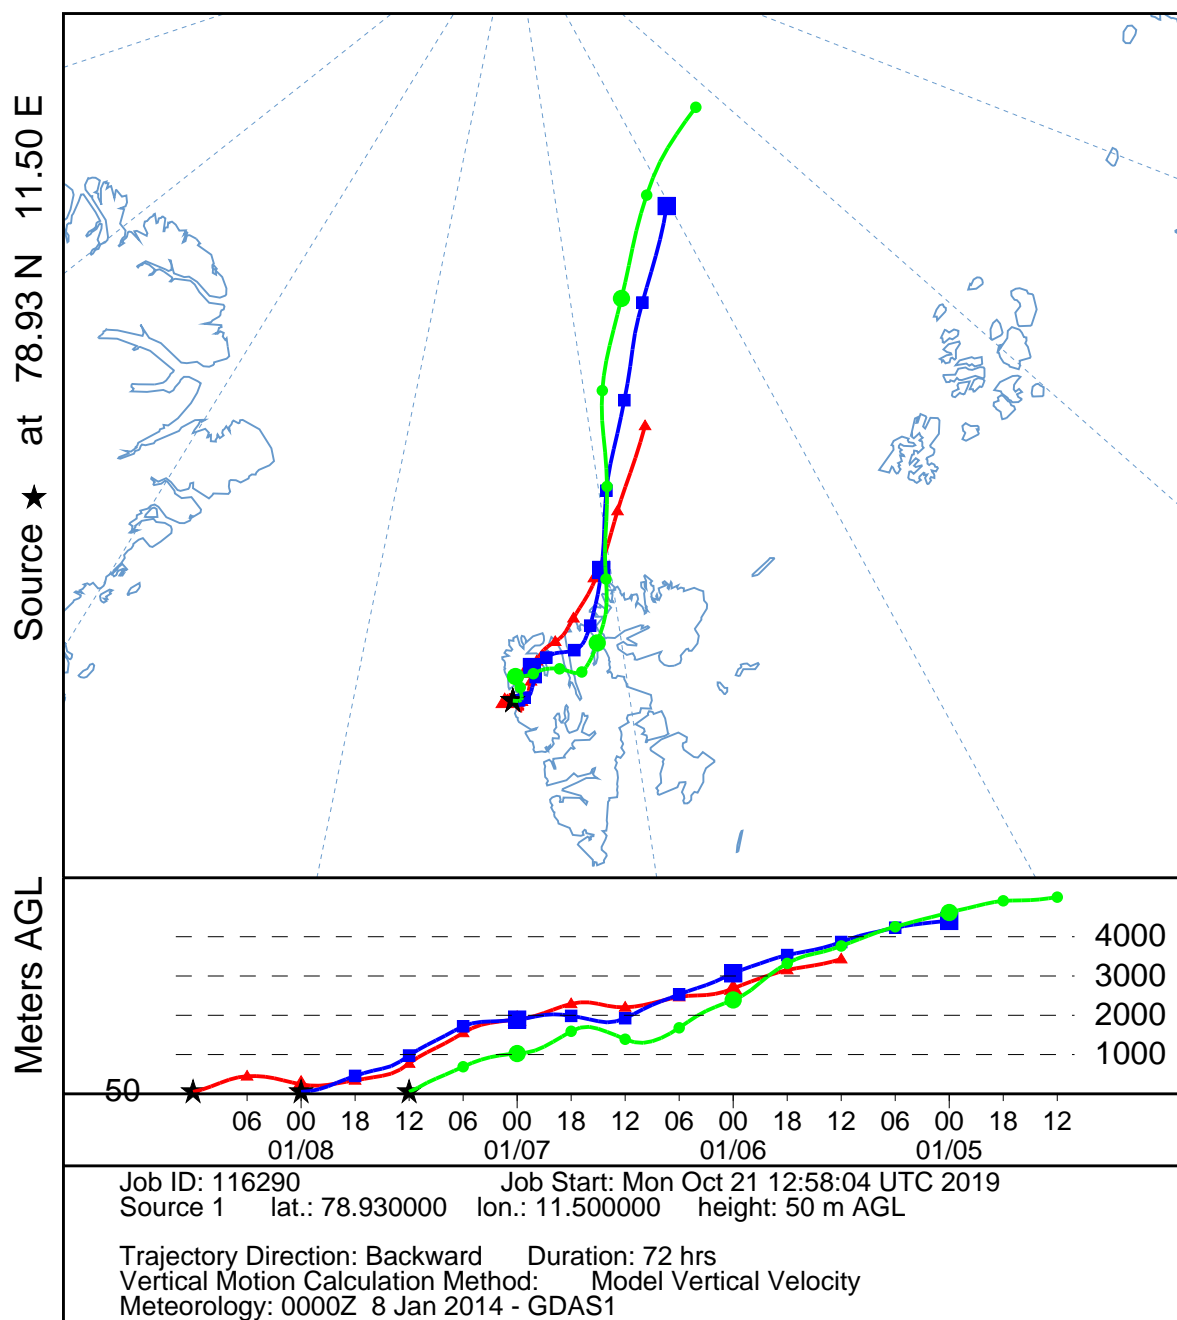 Source ★ at 78.93 N 11.50 E
Meters AGL
4000
3000
2000
1000
50
06 00 18 12 06 00 18 12 06 00 18 12 06 00 18 12
01/08 01/07 01/06 01/05
Job ID: 116290 Job Start: Mon Oct 21 12:58:04 UTC 2019
Source 1 lat.: 78.930000 lon.: 11.500000 height: 50 m AGL
Trajectory Direction: Backward Duration: 72 hrs
Vertical Motion Calculation Method: Model Vertical Velocity
Meteorology: 0000Z 8 Jan 2014 - GDAS1